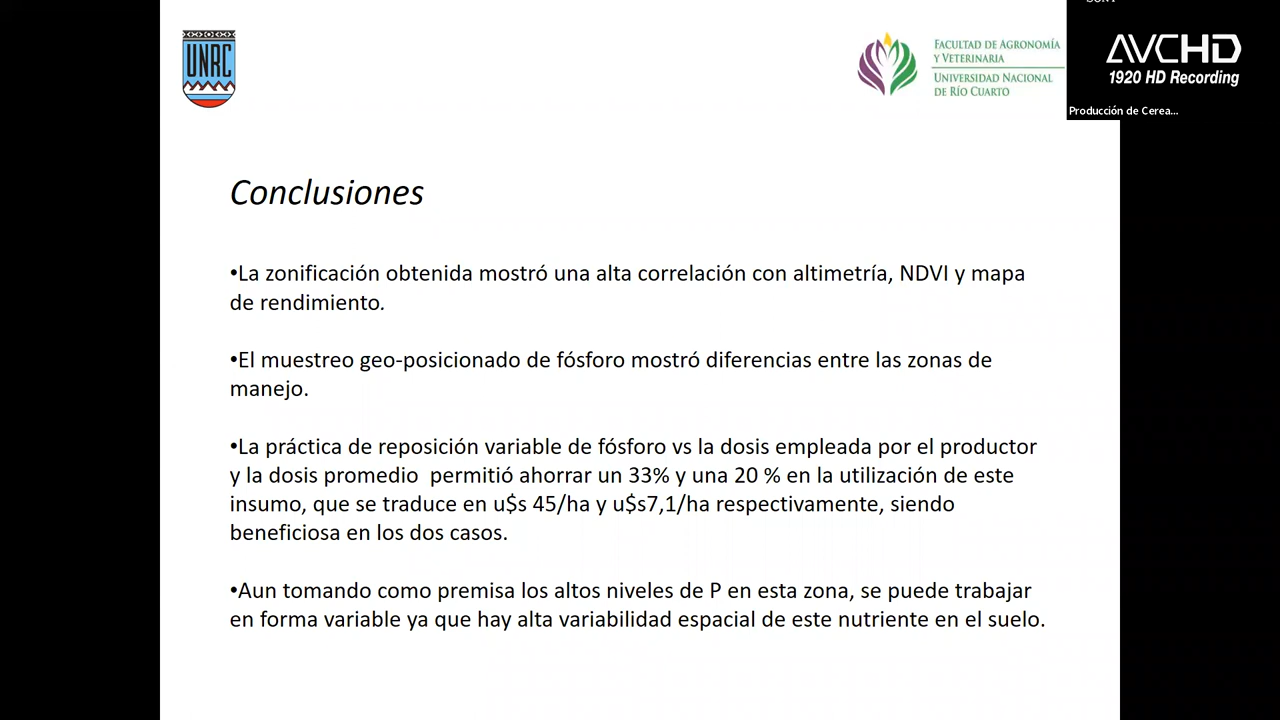 UNRC
FACULTAD DE AGRONOMÍA
Y VETERINARIA
UNIVERSIDAD NACIONAL
DE RÍO CUARTO
SONY
AVCHD
1920 HD Recording
Producción de Cerea...
Conclusiones
•La zonificación obtenida mostró una alta correlación con altimetría, NDVI y mapa
de rendimiento.
•El muestreo geo-posicionado de fósforo mostró diferencias entre las zonas de
manejo.
•La práctica de reposición variable de fósforo vs la dosis empleada por el productor
y la dosis promedio  permitió ahorrar un 33% y una 20 % en la utilización de este
insumo, que se traduce en u$s 45/ha y u$s7,1/ha respectivamente, siendo
beneficiosa en los dos casos.
•Aun tomando como premisa los altos niveles de P en esta zona, se puede trabajar
en forma variable ya que hay alta variabilidad espacial de este nutriente en el suelo.